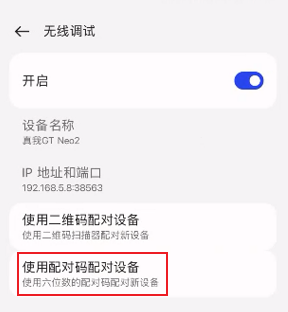 无线调试
开启
设备名称
真我GT Neo2
IP 地址和端口
192.168.5.8:38563
使用二维码配对设备
使用二维码扫描器配对新设备
使用配对码配对设备
使用六位数的配对码配对新设备